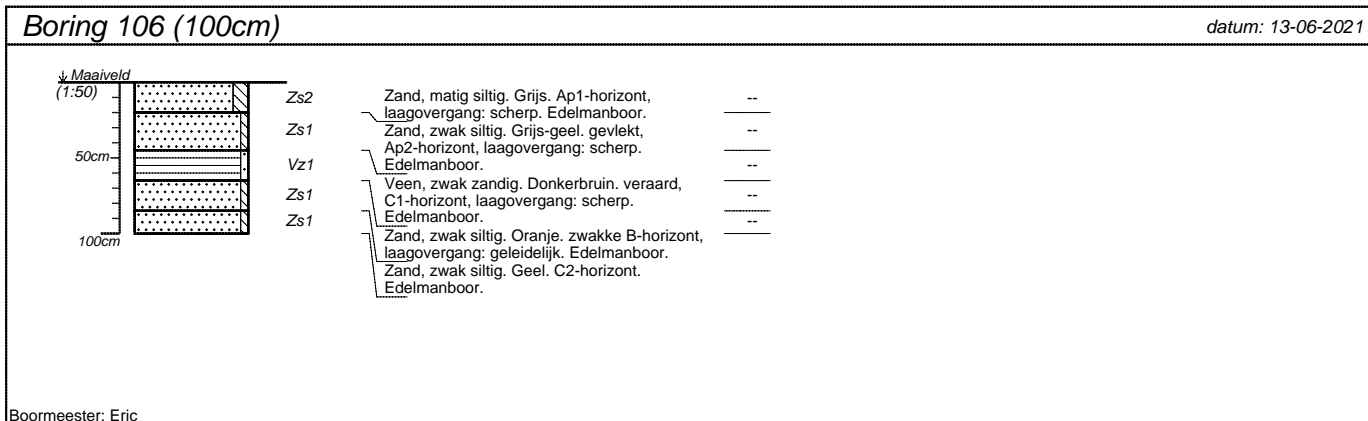 Boring 106 (100cm)
datum: 13-06-2021
Maaiveld
(1:50)
50cm
100cm
Zs2
Zand, matig siltig. Grijs. Ap1-horizont,
laagovergang: scherp. Edelmanboor.
--
Zs1
Zand, zwak siltig. Grijs-geel. gevlekt,
Ap2-horizont, laagovergang: scherp.
Edelmanboor.
--
Vz1
Veen, zwak zandig. Donkerbruin. veraard,
C1-horizont, laagovergang: scherp.
Edelmanboor.
--
Zs1
Zand, zwak siltig. Oranje. zwakke B-horizont,
laagovergang: geleidelijk. Edelmanboor.
--
Zs1
Zand, zwak siltig. Geel. C2-horizont.
Edelmanboor.
--
Boormeester: Eric